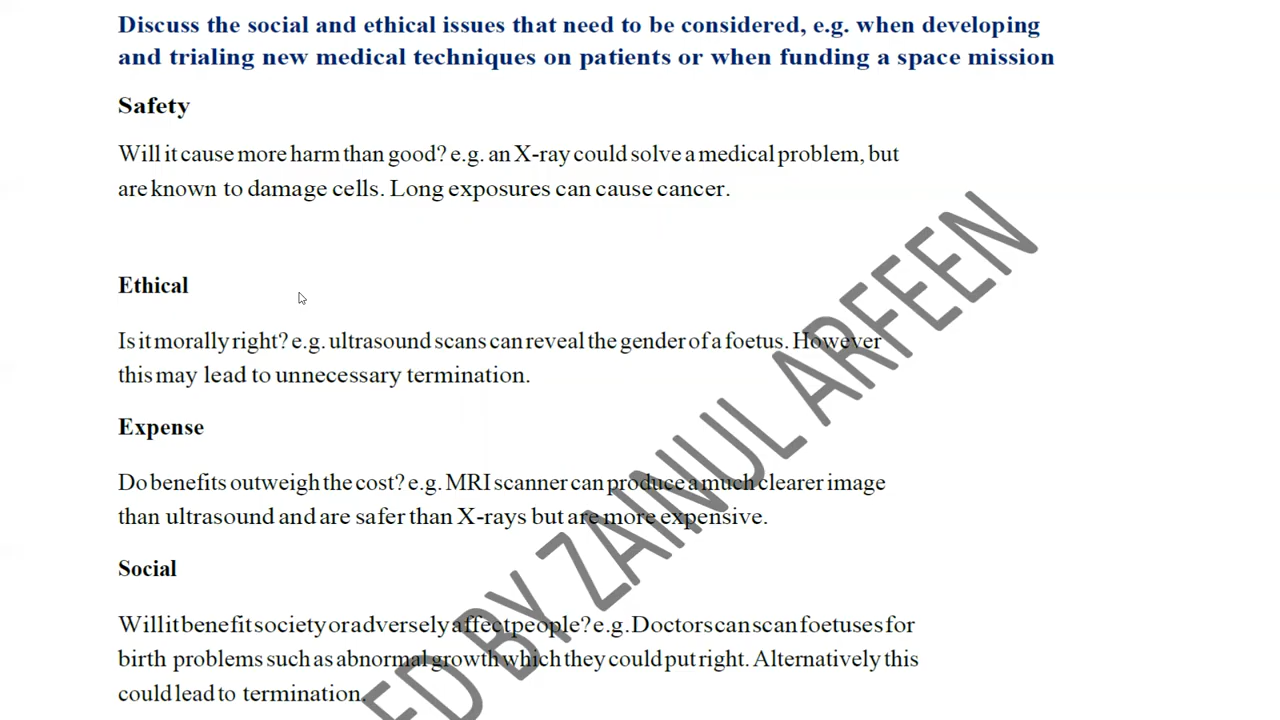 Discuss the social and ethical issues that need to be considered, e.g. when developing
and trialing new medical techniques on patients or when funding a space mission
Safety
Will it cause more harm than good? e.g. an X-ray could solve a medical problem, but
are known to damage cells. Long exposures can cause cancer.
Ethical
Is it morally right? e.g. ultrasound scans can reveal the gender of a foetus. However
this may lead to unnecessary termination.
Expense
Do benefits outweigh the cost? e.g. MRI scanner can produce a much clearer image
than ultrasound and are safer than X-rays but are more expensive.
Social
Will it benefit society or adversely affect people? e.g. Doctors can scan foetuses for
birth problems such as abnormal growth which they could put right. Alternatively this
could lead to termination.
ED BY ZAINUL ARFEEN